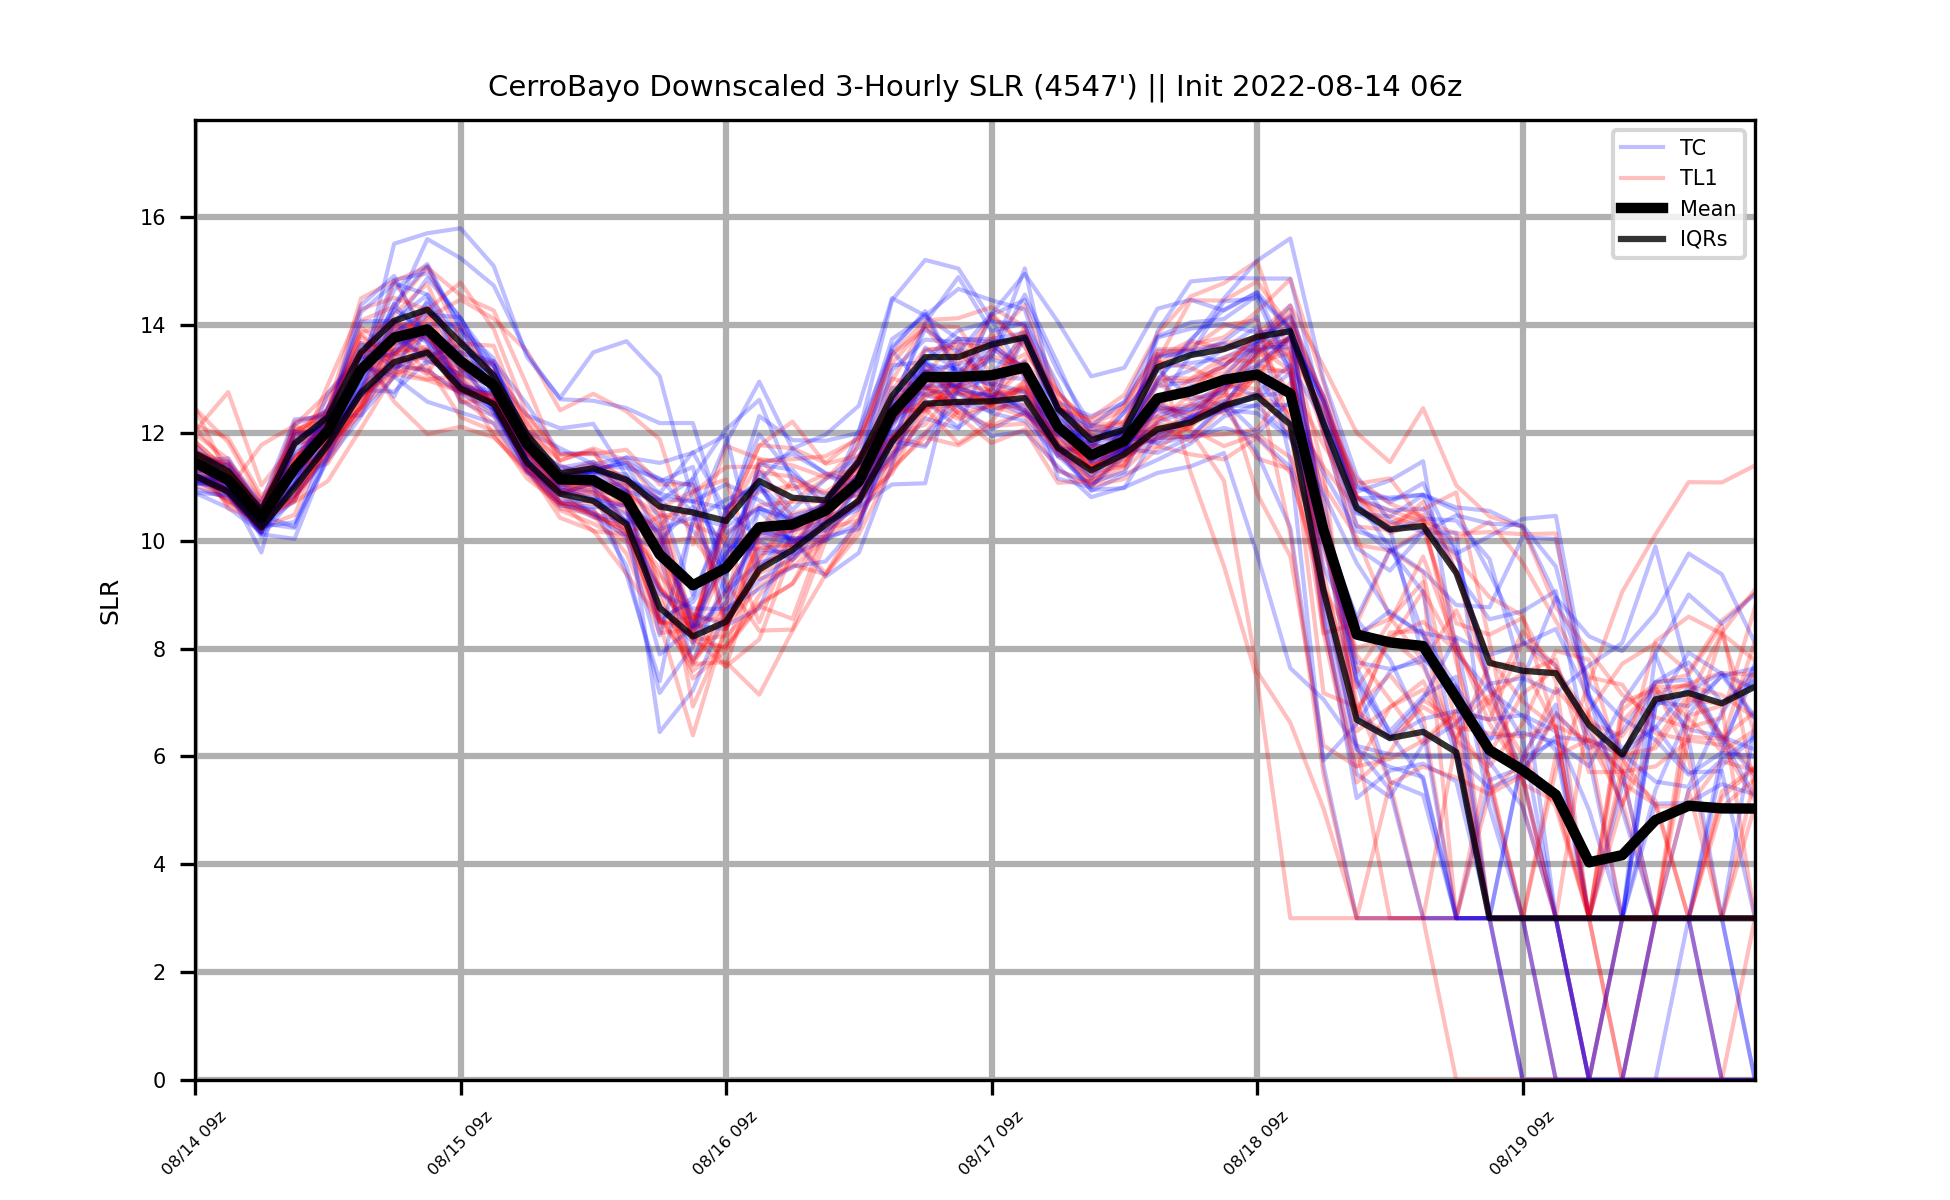 CerroBayo Downscaled 3-Hourly SLR (4547') || Init 2022-08-14 06z
TC
TL1
Mean
IQRs
SLR
16
14
12
10
8
6
4
2
0
08/14 09z
08/15 09z
08/16 09z
08/17 09z
08/18 09z
08/19 09z